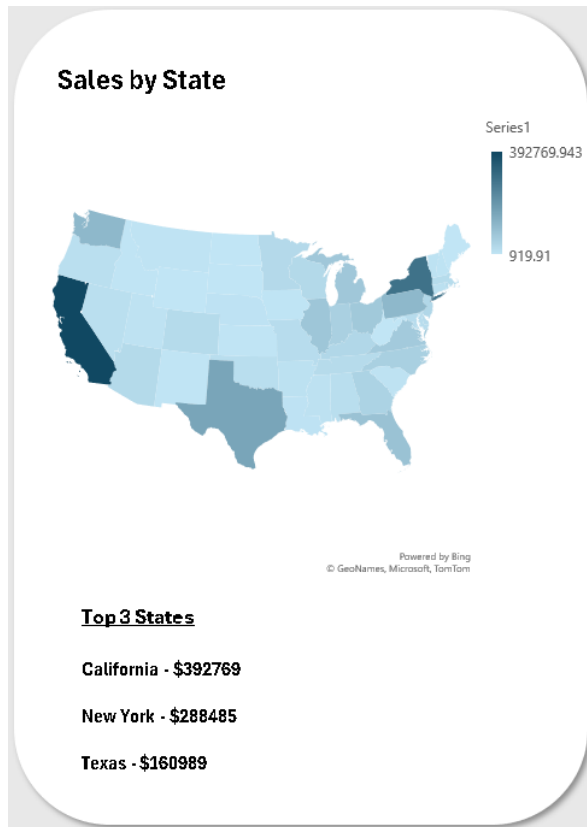 Sales by State
Series1
392769.943
919.91
Powered by Bing
© GeoNames, Microsoft, TomTom
Top 3 States
California - $392769
New York - $288485
Texas - $160989